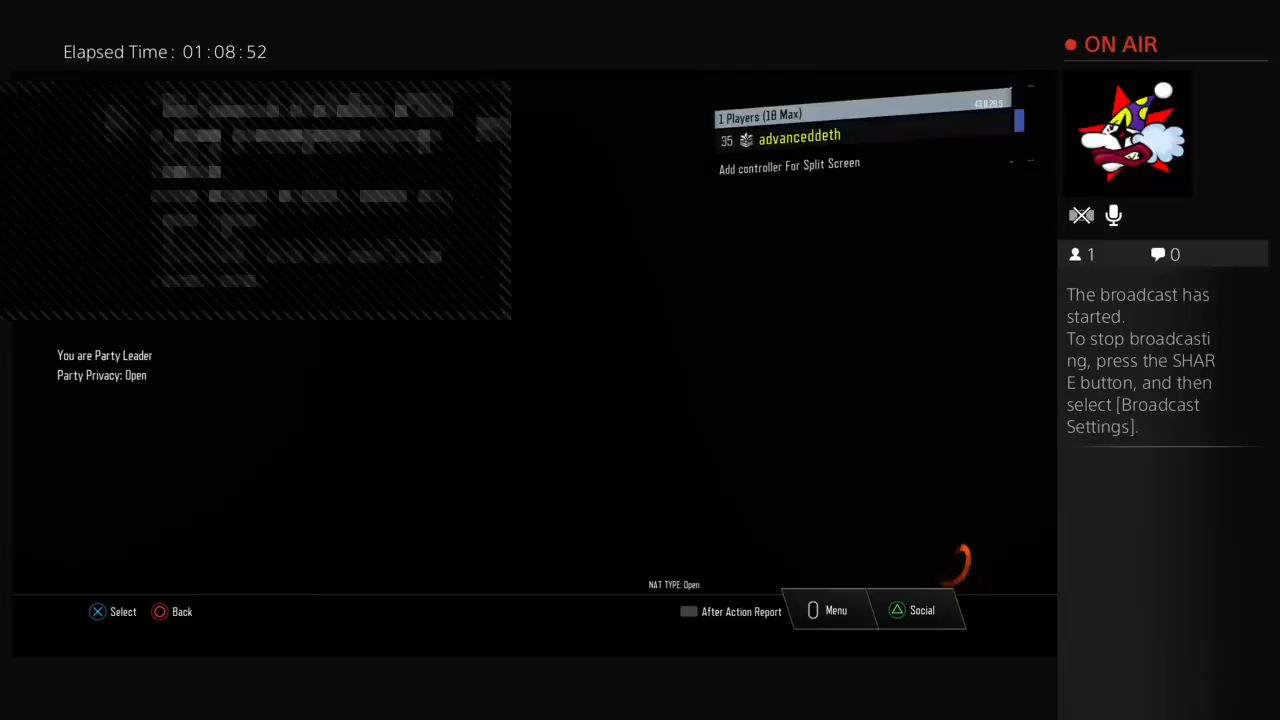 Elapsed Time: 01:08:52
ON AIR
1 Players (18 Max)
35 advanceddeth
Add controller For Split Screen
1
0
The broadcast has
started.
To stop broadcasti
ng, press the SHAR
E button, and then
select [Broadcast
Settings].
You are Party Leader
Party Privacy: Open
NAT TYPE: Open
Select
Back
After Action Report
Menu
Social